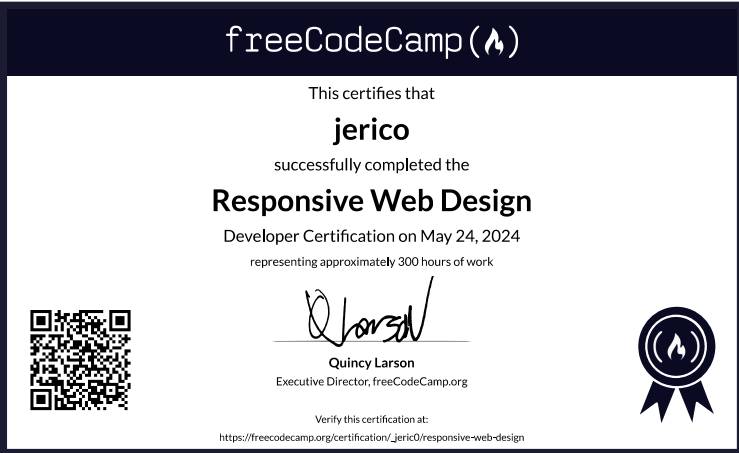 freeCodeCamp(🔥)
This certifies that
jerico
successfully completed the
Responsive Web Design
Developer Certification on May 24, 2024
representing approximately 300 hours of work
Q Larson
Quincy Larson
Executive Director, freeCodeCamp.org
Verify this certification at:
https://freecodecamp.org/certification/_jeric0/responsive-web-design